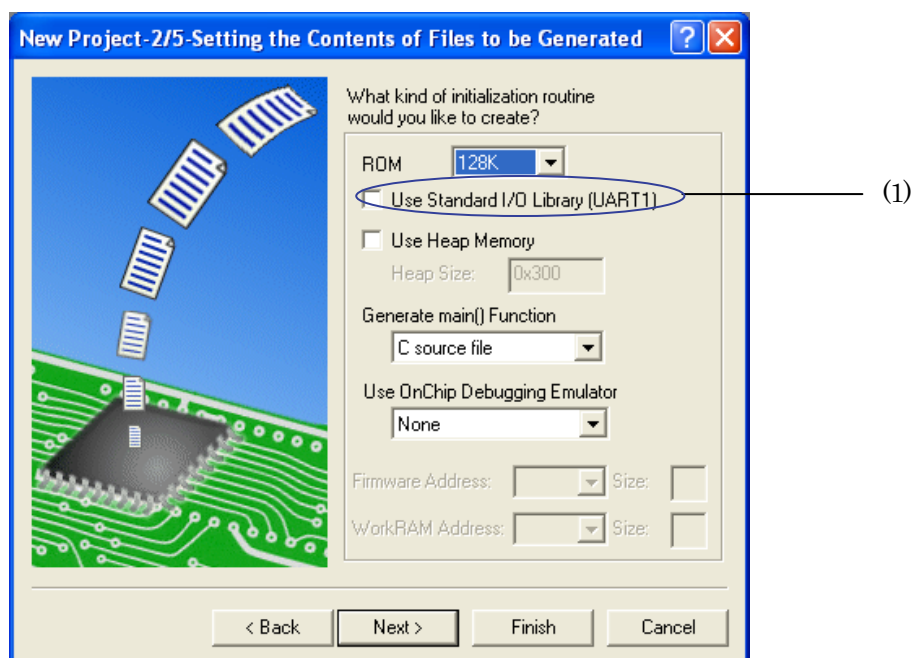 New Project-2/5-Setting the Contents of Files to be Generated
What kind of initialization routine
would you like to create?
ROM 128K
Use Standard I/O Library (UART1)
(1)
Use Heap Memory
Heap Size: 0x300
Generate main() Function
C source file
Use OnChip Debugging Emulator
None
Firmware Address: Size:
WorkRAM Address: Size:
< Back Next > Finish Cancel